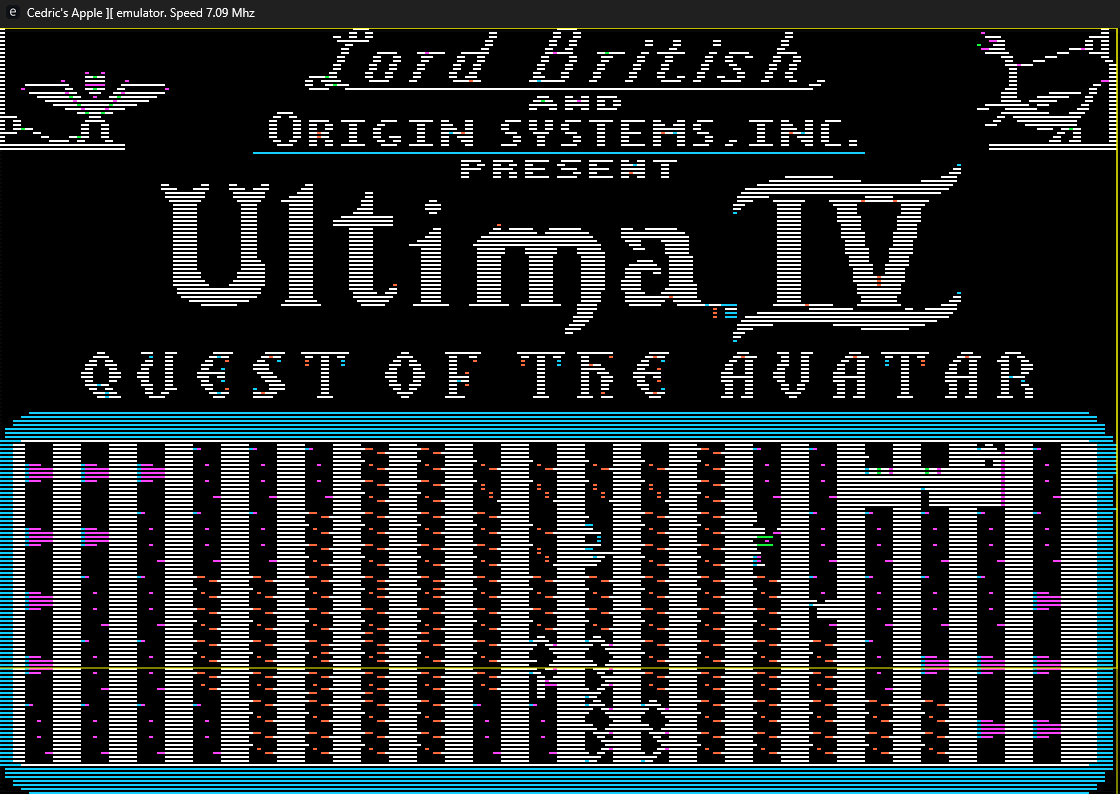 Cedric's Apple ][ emulator. Speed 7.09 Mhz
Lord British
AND
ORIGIN SYSTEMS, INC.
PRESENT
Ultima IV
QUEST OF THE AVATAR